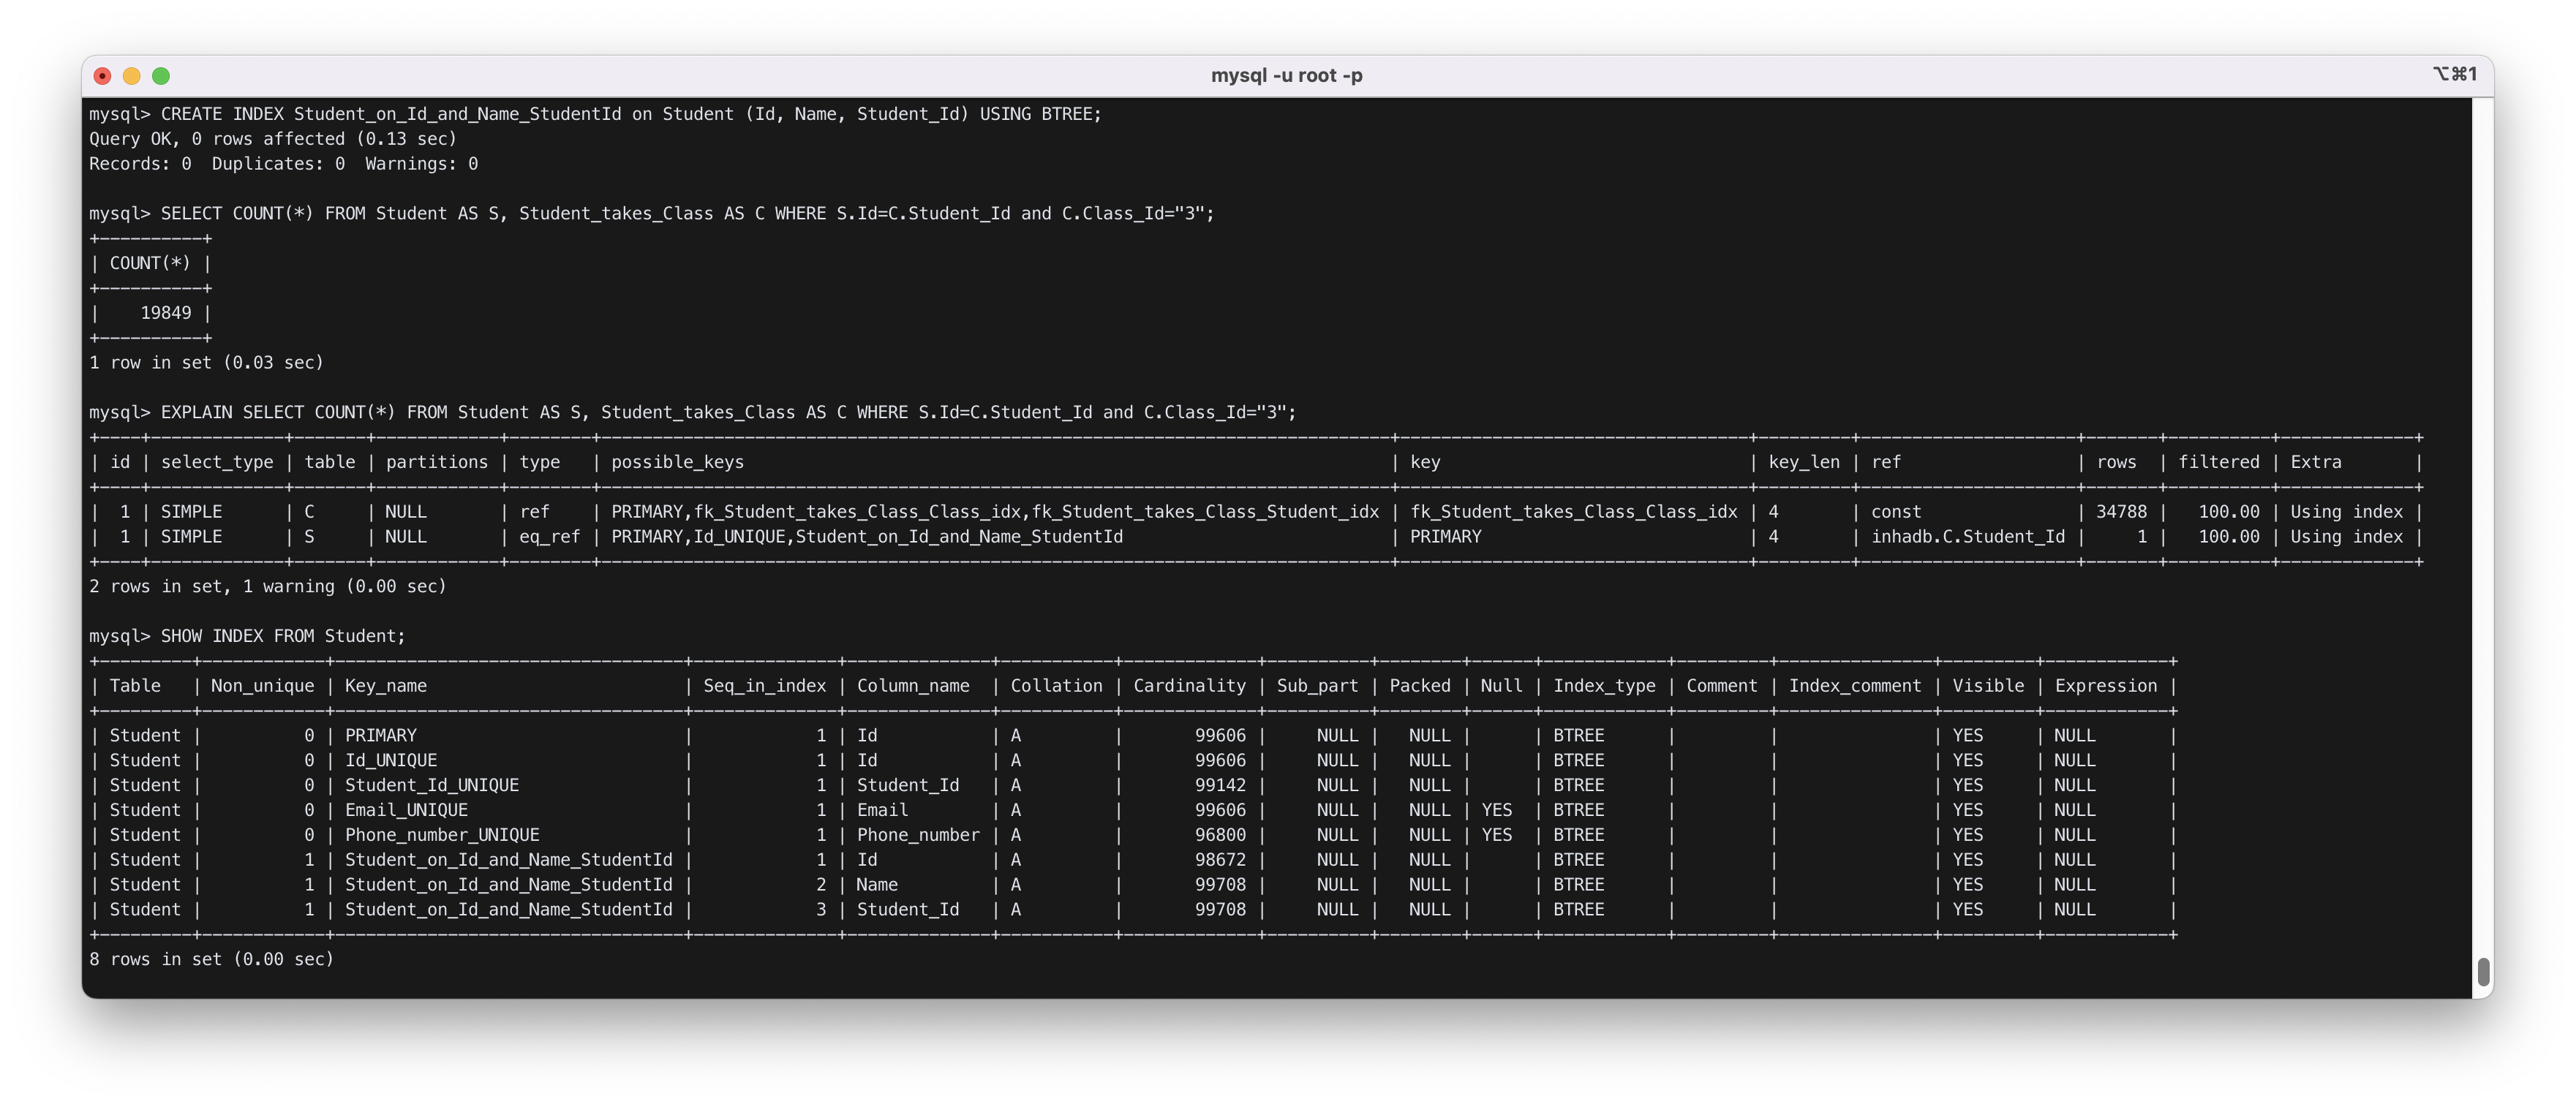 mysql -u root -p
⌥⌘1
mysql> CREATE INDEX Student_on_Id_and_Name_StudentId on Student (Id, Name, Student_Id) USING BTREE;
Query OK, 0 rows affected (0.13 sec)
Records: 0  Duplicates: 0  Warnings: 0
mysql> SELECT COUNT(*) FROM Student AS S, Student_takes_Class AS C WHERE S.Id=C.Student_Id and C.Class_Id="3";
+----------+
| COUNT(*) |
+----------+
|    19849 |
+----------+
1 row in set (0.03 sec)
mysql> EXPLAIN SELECT COUNT(*) FROM Student AS S, Student_takes_Class AS C WHERE S.Id=C.Student_Id and C.Class_Id="3";
+----+-------------+-------+------------+--------+---------------------------------------------------------------------------+----------------------------------+---------+--------------------+-------+----------+-------------+
| id | select_type | table | partitions | type   | possible_keys                                                             | key                              | key_len | ref                | rows  | filtered | Extra       |
+----+-------------+-------+------------+--------+---------------------------------------------------------------------------+----------------------------------+---------+--------------------+-------+----------+-------------+
|  1 | SIMPLE      | C     | NULL       | ref    | PRIMARY,fk_Student_takes_Class_Class_idx,fk_Student_takes_Class_Student_idx | fk_Student_takes_Class_Class_idx | 4       | const              | 34788 |   100.00 | Using index |
|  1 | SIMPLE      | S     | NULL       | eq_ref | PRIMARY,Id_UNIQUE,Student_on_Id_and_Name_StudentId                        | PRIMARY                          | 4       | inhadb.C.Student_Id |     1 |   100.00 | Using index |
+----+-------------+-------+------------+--------+---------------------------------------------------------------------------+----------------------------------+---------+--------------------+-------+----------+-------------+
2 rows in set, 1 warning (0.00 sec)
mysql> SHOW INDEX FROM Student;
+---------+------------+----------------------------------+--------------+--------------+-----------+-------------+----------+--------+------+------------+---------+---------------+---------+------------+
| Table   | Non_unique | Key_name                         | Seq_in_index | Column_name  | Collation | Cardinality | Sub_part | Packed | Null | Index_type | Comment | Index_comment | Visible | Expression |
+---------+------------+----------------------------------+--------------+--------------+-----------+-------------+----------+--------+------+------------+---------+---------------+---------+------------+
| Student |          0 | PRIMARY                          |            1 | Id           | A         |       99606 |     NULL |   NULL |      | BTREE      |         |               | YES     | NULL       |
| Student |          0 | Id_UNIQUE                        |            1 | Id           | A         |       99606 |     NULL |   NULL |      | BTREE      |         |               | YES     | NULL       |
| Student |          0 | Student_Id_UNIQUE                |            1 | Student_Id   | A         |       99142 |     NULL |   NULL |      | BTREE      |         |               | YES     | NULL       |
| Student |          0 | Email_UNIQUE                     |            1 | Email        | A         |       99606 |     NULL |   NULL | YES  | BTREE      |         |               | YES     | NULL       |
| Student |          0 | Phone_number_UNIQUE              |            1 | Phone_number | A         |       96800 |     NULL |   NULL | YES  | BTREE      |         |               | YES     | NULL       |
| Student |          1 | Student_on_Id_and_Name_StudentId |            1 | Id           | A         |       98672 |     NULL |   NULL |      | BTREE      |         |               | YES     | NULL       |
| Student |          1 | Student_on_Id_and_Name_StudentId |            2 | Name         | A         |       99708 |     NULL |   NULL |      | BTREE      |         |               | YES     | NULL       |
| Student |          1 | Student_on_Id_and_Name_StudentId |            3 | Student_Id   | A         |       99708 |     NULL |   NULL |      | BTREE      |         |               | YES     | NULL       |
+---------+------------+----------------------------------+--------------+--------------+-----------+-------------+----------+--------+------+------------+---------+---------------+---------+------------+
8 rows in set (0.00 sec)